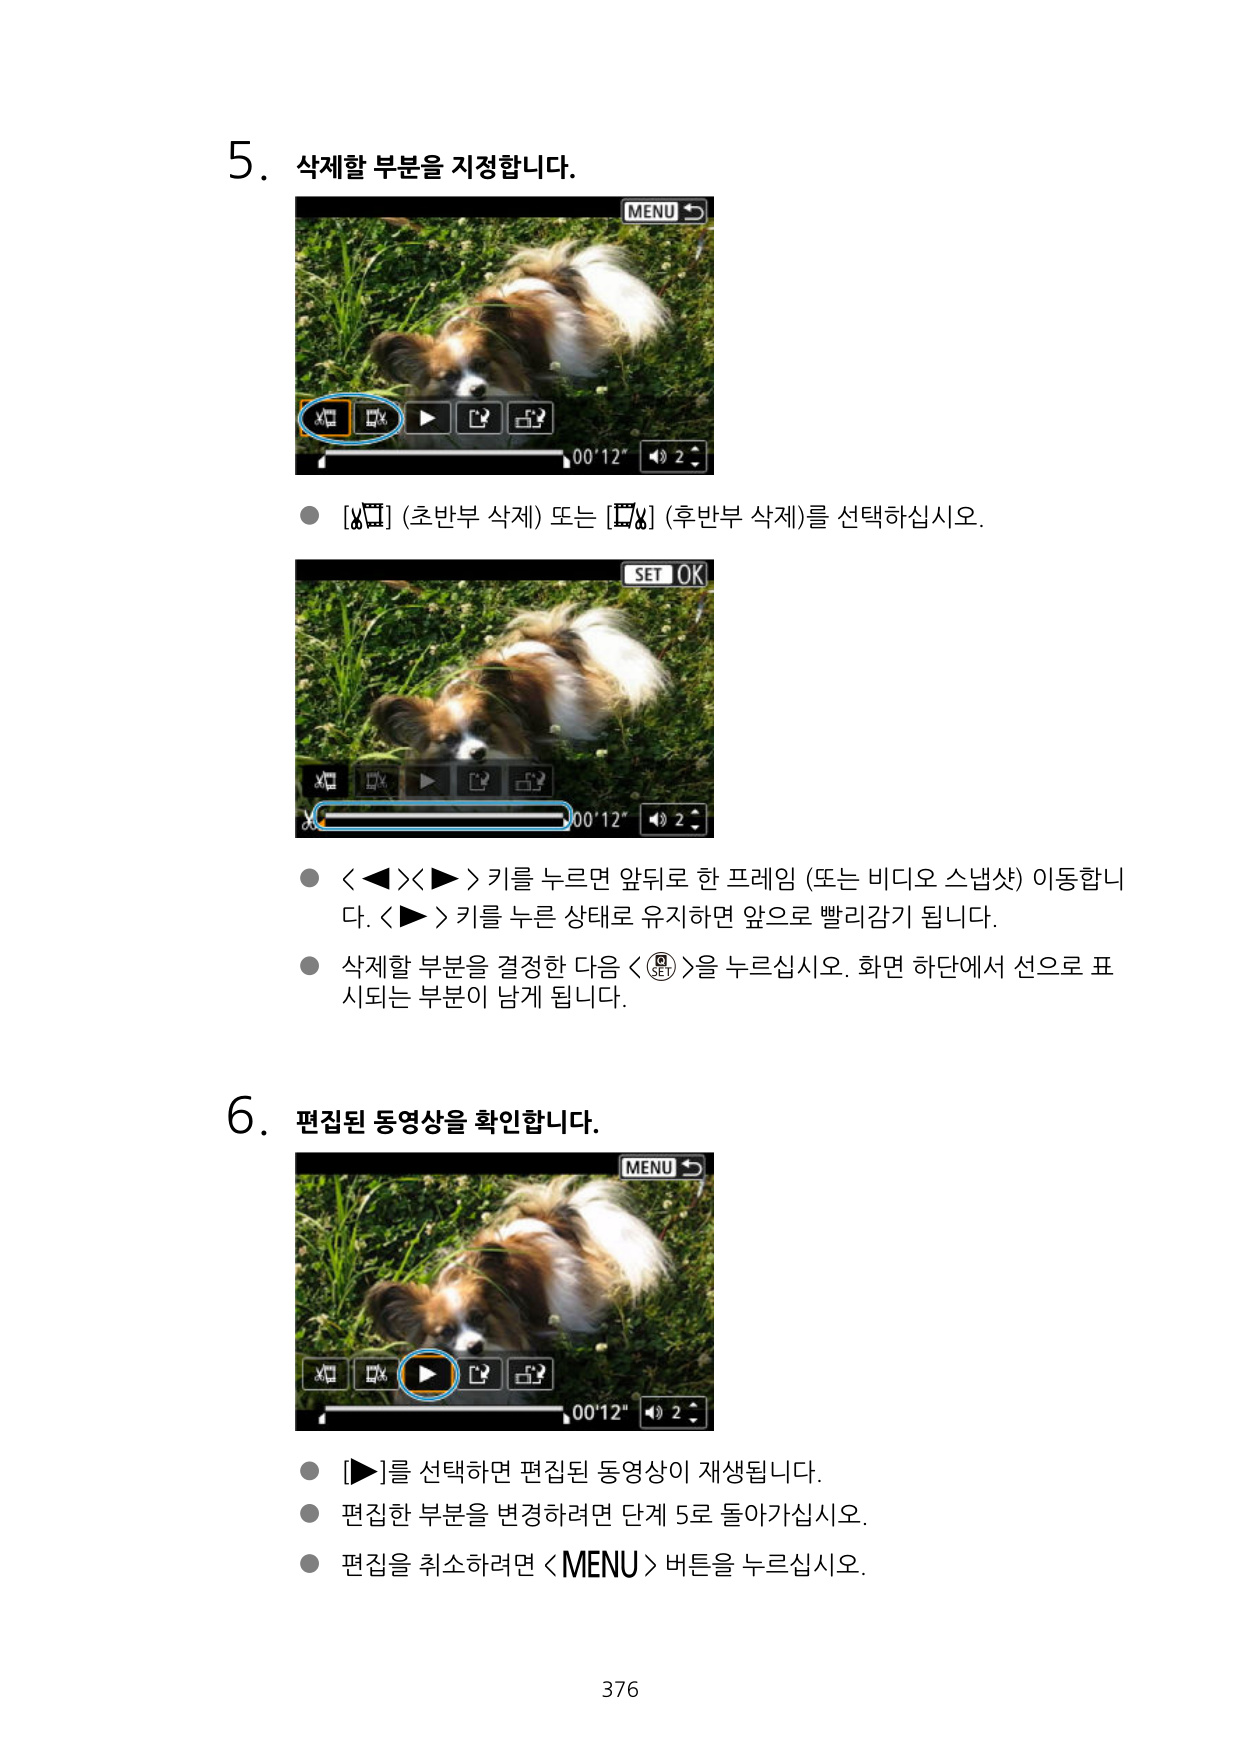 5. 삭제할 부분을 지정합니다.
MENU
00'12"
2
[] (초반부 삭제) 또는 [] (후반부 삭제)를 선택하십시오.
SET OK
00'12"
2
● <◀><▶> 키를 누르면 앞뒤로 한 프레임 (또는 비디오 스냅샷) 이동합니
다. <▶> 키를 누른 상태로 유지하면 앞으로 빨리감기 됩니다.
● 삭제할 부분을 결정한 다음 <Q SET>을 누르십시오. 화면 하단에서 선으로 표
시되는 부분이 남게 됩니다.
6. 편집된 동영상을 확인합니다.
MENU
00'12"
2
● [▶]를 선택하면 편집된 동영상이 재생됩니다.
● 편집한 부분을 변경하려면 단계 5로 돌아가십시오.
● 편집을 취소하려면 <MENU> 버튼을 누르십시오.
376